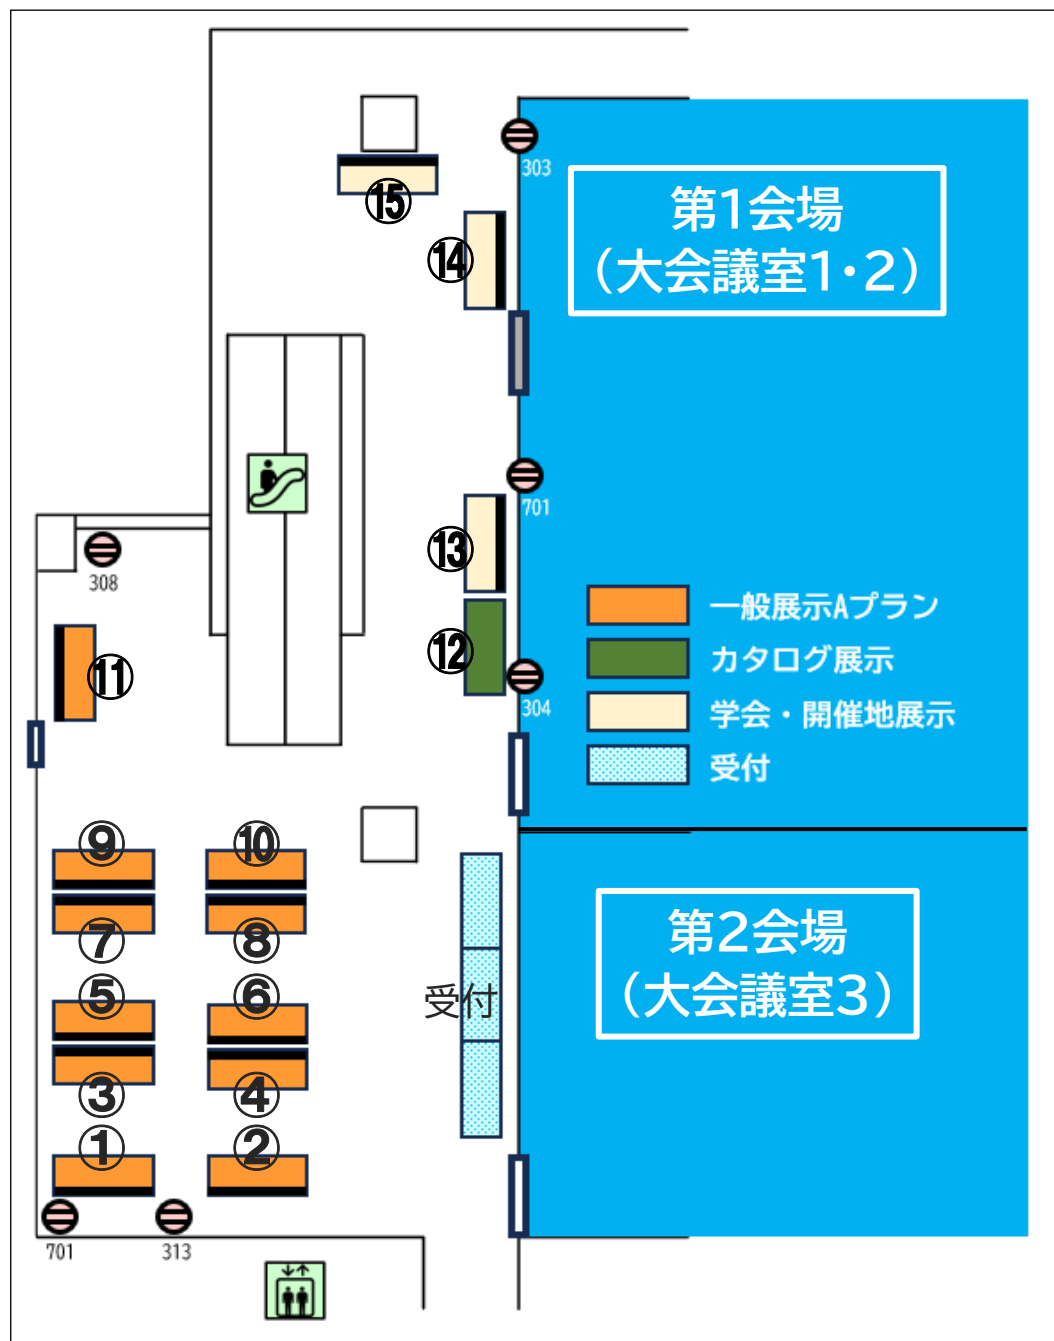 303
⑮
第1会場
（大会議室1・2）
⑭
701
⑬
308
一般展示Aプラン
⑫
カタログ展示
⑪
304
学会・開催地展示
受付
⑨
⑩
⑦
⑧
第2会場
（大会議室3）
⑤
⑥
受付
③
④
①
②
701
313